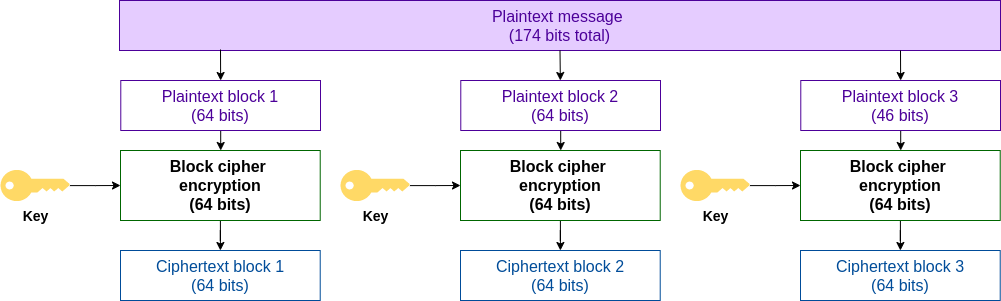 Plaintext message
(174 bits total)
Plaintext block 1
(64 bits)
Plaintext block 2
(64 bits)
Plaintext block 3
(46 bits)
Block cipher
encryption
(64 bits)
Block cipher
encryption
(64 bits)
Block cipher
encryption
(64 bits)
Key
Key
Key
Ciphertext block 1
(64 bits)
Ciphertext block 2
(64 bits)
Ciphertext block 3
(64 bits)